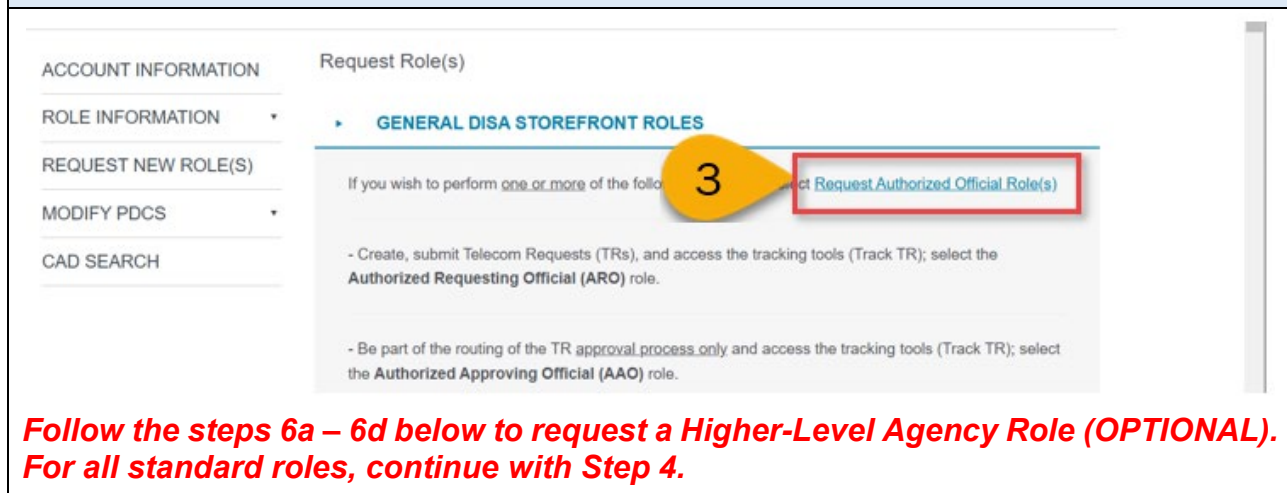 ACCOUNT INFORMATION
ROLE INFORMATION
REQUEST NEW ROLE(S)
MODIFY PDCS
CAD SEARCH
Request Role(s)
GENERAL DISA STOREFRONT ROLES
If you wish to perform one or more of the Request Authorized Official Role(s)
3
- Create, submit Telecom Requests (TRs), and access the tracking tools (Track TR); select the
Authorized Requesting Official (ARO) role.
- Be part of the routing of the TR approval process only and access the tracking tools (Track TR); select
the Authorized Approving Official (AAO) role.
Follow the steps 6a – 6d below to request a Higher-Level Agency Role (OPTIONAL).
For all standard roles, continue with Step 4.